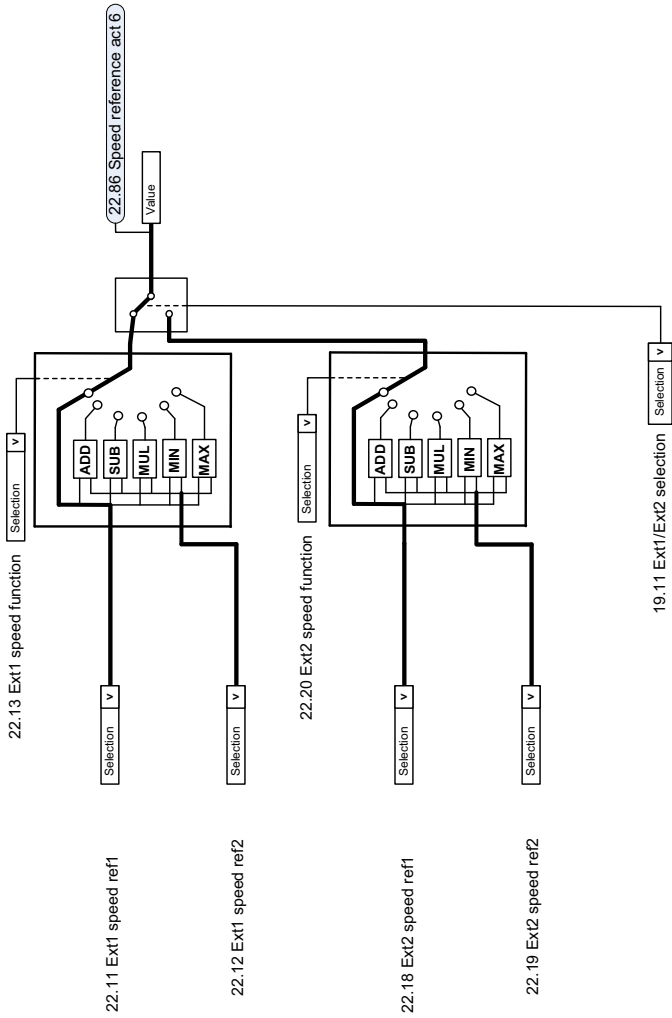 22.13 Ext1 speed function
Selection
v
22.86 Speed reference act 6
Value
ADD
SUB
MUL
MIN
MAX
22.11 Ext1 speed ref1
Selection
v
22.12 Ext1 speed ref2
Selection
v
22.20 Ext2 speed function
Selection
v
ADD
SUB
MUL
MIN
MAX
22.18 Ext2 speed ref1
Selection
v
22.19 Ext2 speed ref2
Selection
v
19.11 Ext1/Ext2 selection
Selection
v